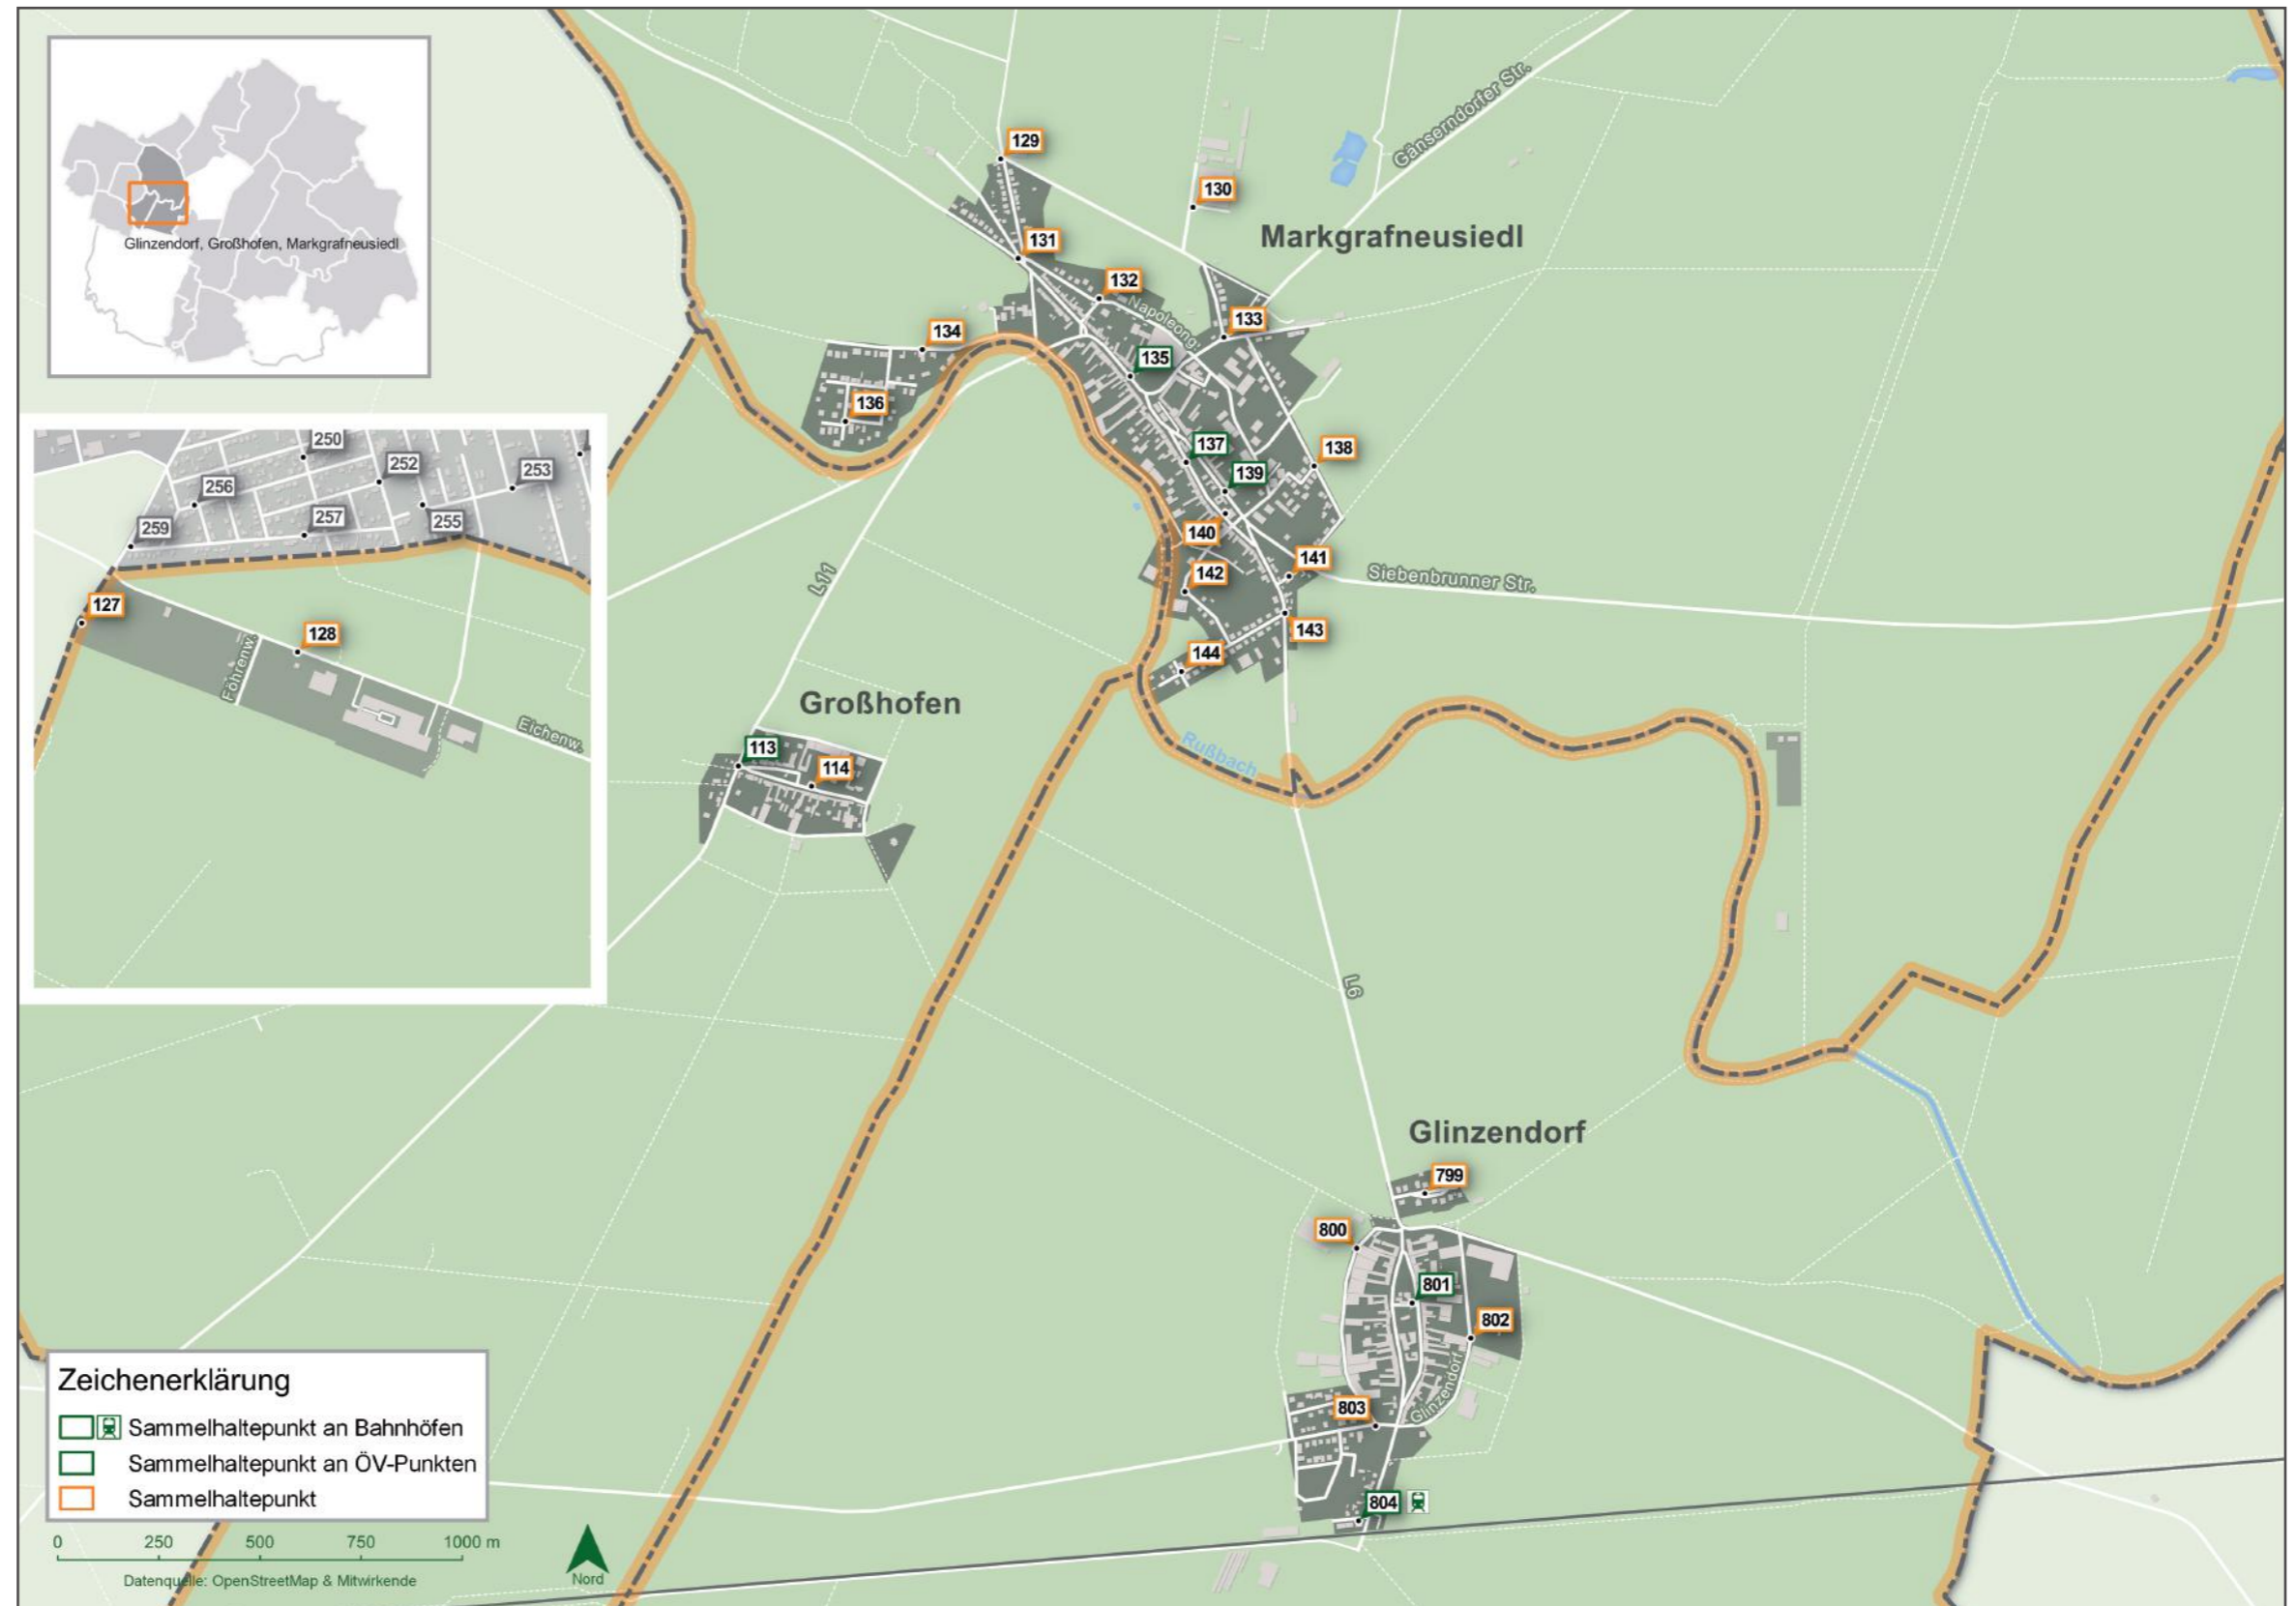 Glinzendorf, Großhofen, Markgrafneusiedl
129
130
Gänserndorfer Str.
Markgrafneusiedl
131
132
Napoleong.
133
134
135
136
137
138
139
140
141
142
Siebenbrunner Str.
143
144
L11
250
252
253
256
257
255
259
127
128
Föhrenw.
Eichenw.
Großhofen
113
114
Rußbach
L6
Glinzendorf
799
800
801
802
Glinzendorf
803
804
Zeichenerklärung
Sammelhaltepunkt an Bahnhöfen
Sammelhaltepunkt an ÖV-Punkten
Sammelhaltepunkt
0 250 500 750 1000 m
Datenquelle: OpenStreetMap & Mitwirkende
Nord